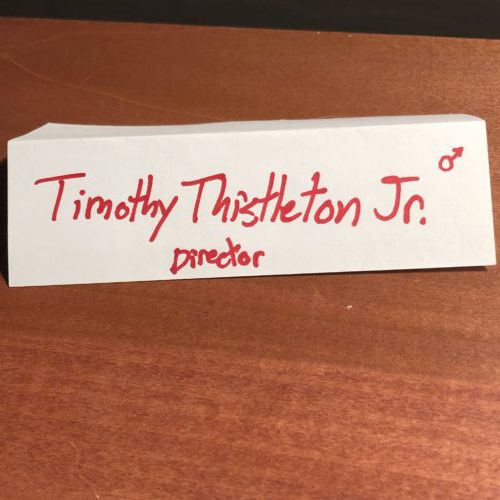 Timothy Thistleton Jr. ♂
Director